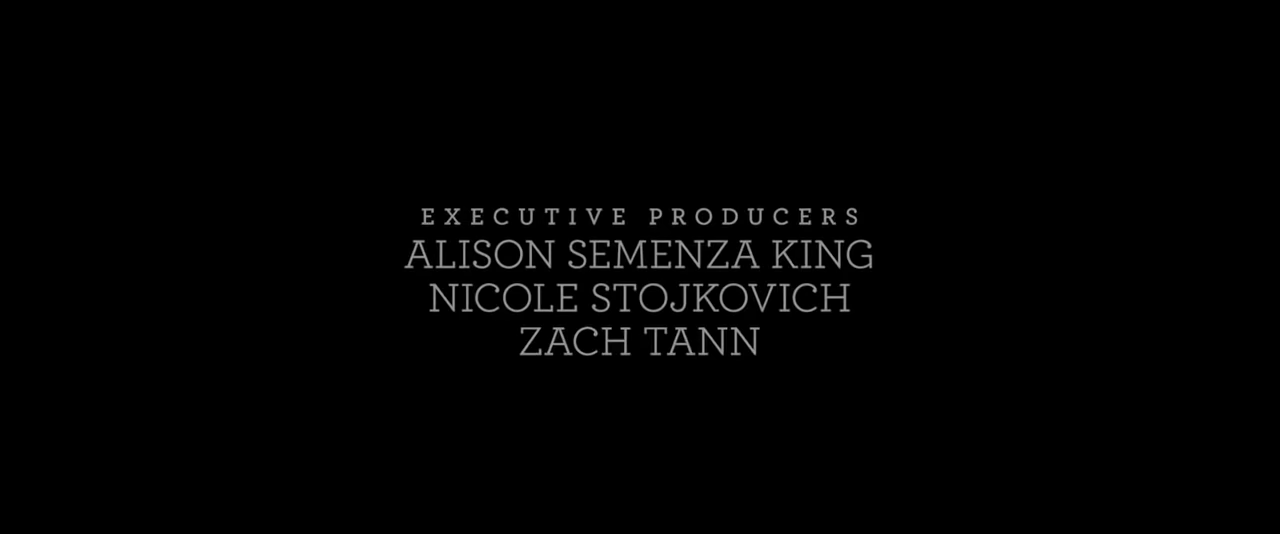 EXECUTIVE PRODUCERS
ALISON SEMENZA KING
NICOLE STOJKOVICH
ZACH TANN